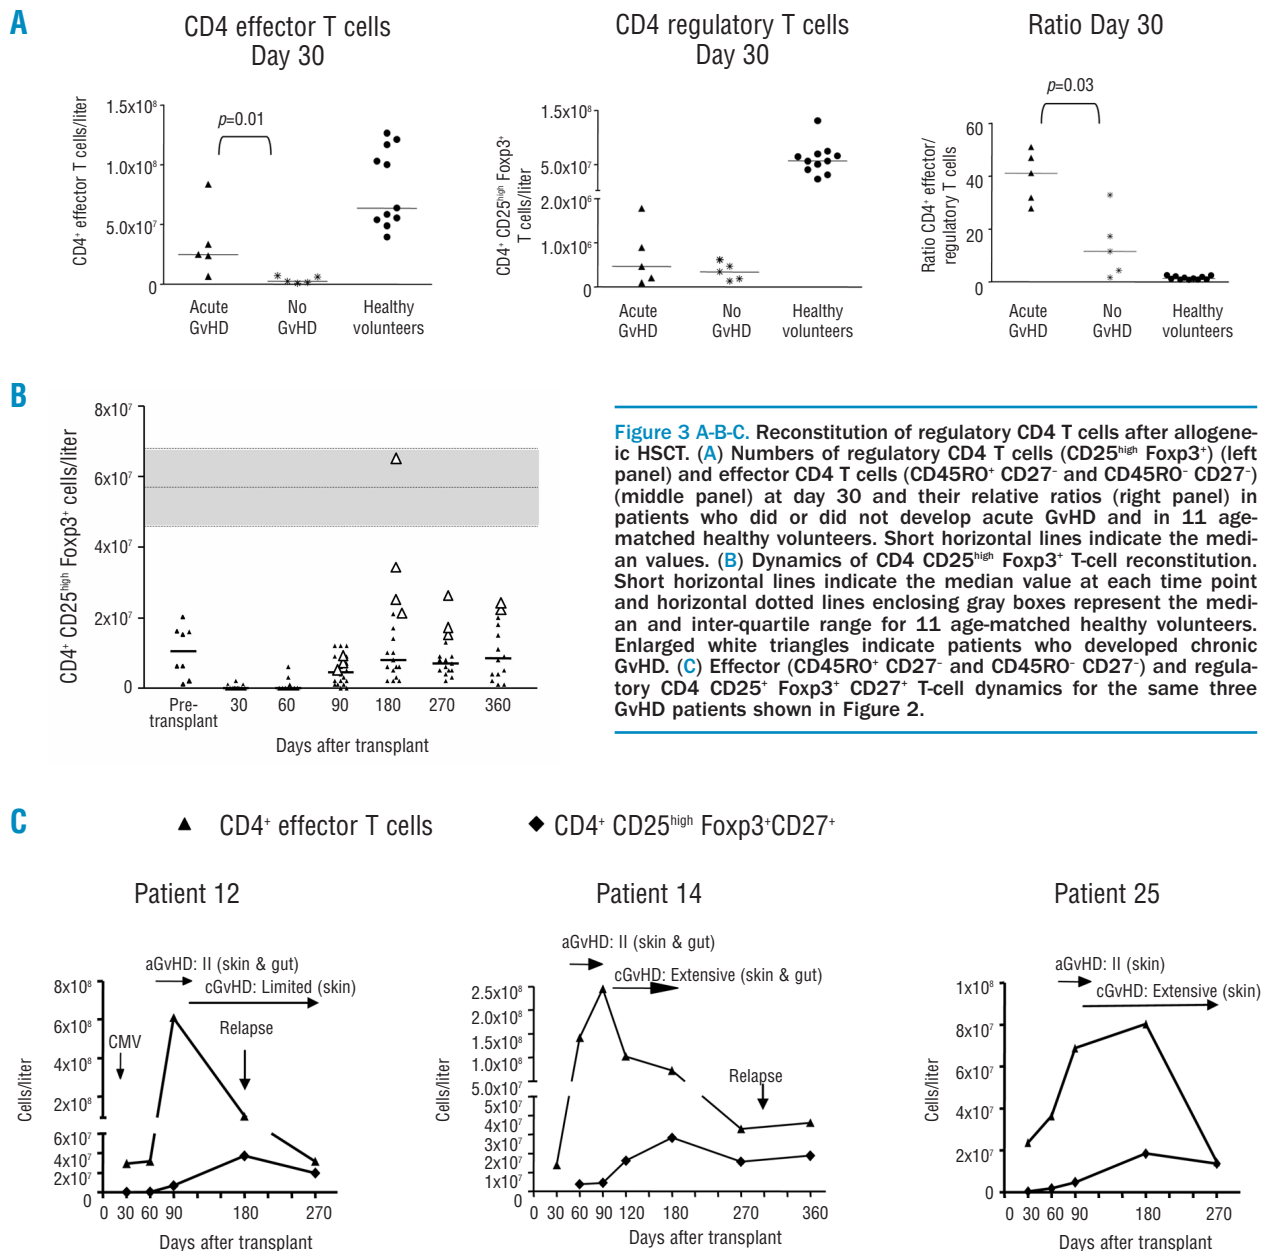 A
CD4 effector T cells
Day 30
CD4⁺ effector T cells/liter
1.5x10⁸
1.0x10⁸
5.0x10⁷
0
p=0.01
Acute
GvHD
No
GvHD
Healthy
volunteers
CD4 regulatory T cells
Day 30
CD4⁺ CD25ʰⁱᵍʰ Foxp3⁺
T cells/liter
1.5x10⁸
5.0x10⁷
2.0x10⁶
1.0x10⁶
0
Acute
GvHD
No
GvHD
Healthy
volunteers
Ratio Day 30
Ratio CD4⁺ effector/
regulatory T cells
p=0.03
60
40
20
0
Acute
GvHD
No
GvHD
Healthy
volunteers
B
CD4⁺ CD25ʰⁱᵍʰ Foxp3⁺ cells/liter
8x10⁷
6x10⁷
4x10⁷
2x10⁷
0
Pre-
transplant
30 60 90 180 270 360
Days after transplant
Figure 3 A-B-C. Reconstitution of regulatory CD4 T cells after allogene-
ic HSCT. (A) Numbers of regulatory CD4 T cells (CD25ʰⁱᵍʰ Foxp3⁺) (left
panel) and effector CD4 T cells (CD45RO⁺ CD27⁻ and CD45RO⁻ CD27⁻)
(middle panel) at day 30 and their relative ratios (right panel) in
patients who did or did not develop acute GvHD and in 11 age-
matched healthy volunteers. Short horizontal lines indicate the medi-
an values. (B) Dynamics of CD4 CD25ʰⁱᵍʰ Foxp3⁺ T-cell reconstitution.
Short horizontal lines indicate the median value at each time point
and horizontal dotted lines enclosing gray boxes represent the medi-
an and inter-quartile range for 11 age-matched healthy volunteers.
Enlarged white triangles indicate patients who developed chronic
GvHD. (C) Effector (CD45RO⁺ CD27⁻ and CD45RO⁻ CD27⁻) and regula-
tory CD4 CD25⁺ Foxp3⁺ CD27⁺ T-cell dynamics for the same three
GvHD patients shown in Figure 2.
C
CD4⁺ effector T cells
CD4⁺ CD25ʰⁱᵍʰ Foxp3⁺CD27⁺
Patient 12
aGvHD: II (skin & gut)
cGvHD: Limited (skin)
CMV
Relapse
Cells/liter
8x10⁸
6x10⁸
4x10⁸
2x10⁸
6x10⁷
4x10⁷
2x10⁷
0
0 30 60 90 180 270
Days after transplant
Patient 14
aGvHD: II (skin & gut)
cGvHD: Extensive (skin & gut)
Relapse
Cells/liter
2.5x10⁸
2.0x10⁸
1.0x10⁸
1.0x10⁸
5.0x10⁷
5x10⁷
4x10⁷
2x10⁷
1x10⁷
1x10⁷
0 30 60 90 120 180 270 360
Days after transplant
Patient 25
aGvHD: II (skin)
cGvHD: Extensive (skin)
Cells/liter
1x10⁸
8x10⁷
6x10⁷
4x10⁷
2x10⁷
0
0 30 60 90 180 270
Days after transplant